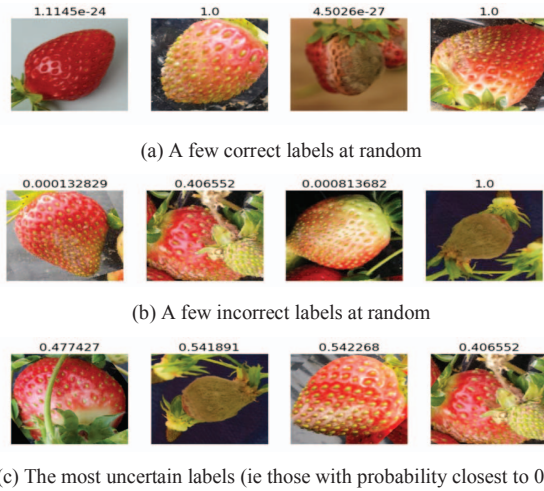 1.1145e-24 1.0 4.5026e-27 1.0
(a) A few correct labels at random
0.000132829 0.406552 0.000813682 1.0
(b) A few incorrect labels at random
0.477427 0.541891 0.542268 0.406552
(c) The most uncertain labels (ie those with probability closest to 0